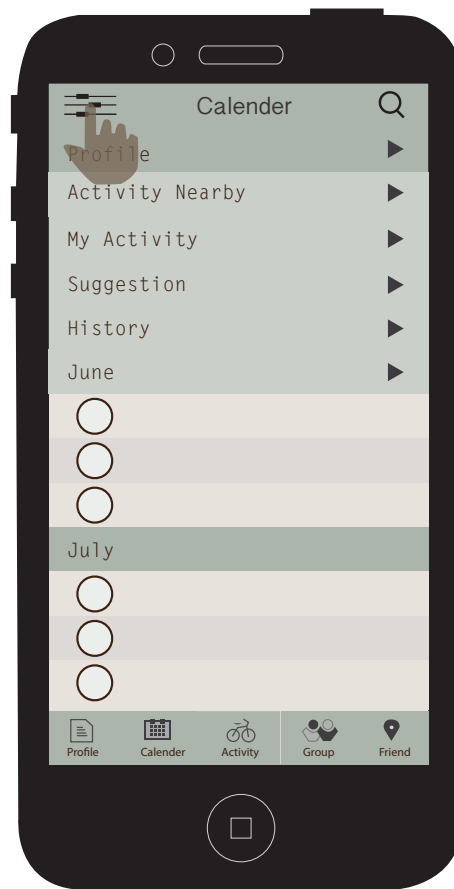 Calender
Profile
Activity Nearby
My Activity
Suggestion
History
June
July
Profile Calender Activity Group Friend